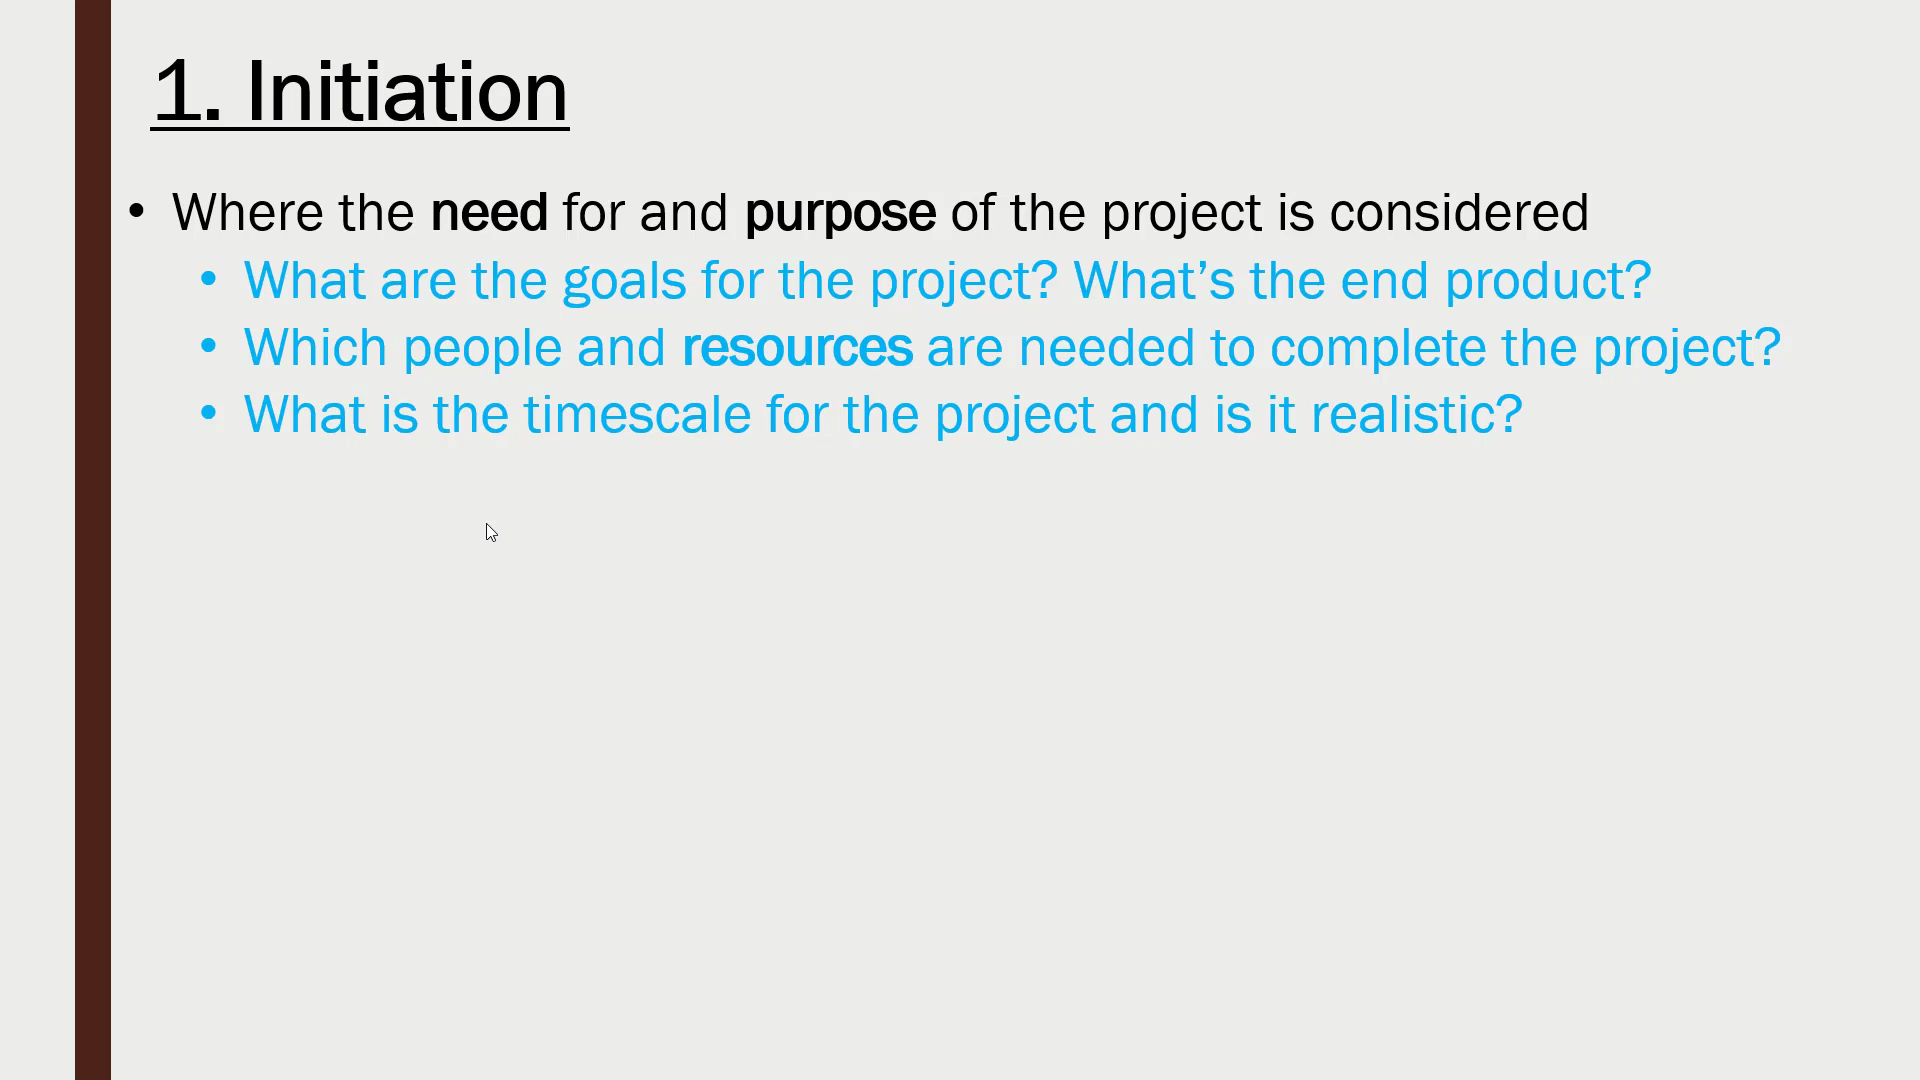 1. Initiation
• Where the need for and purpose of the project is considered
• What are the goals for the project? What’s the end product?
• Which people and resources are needed to complete the project?
• What is the timescale for the project and is it realistic?